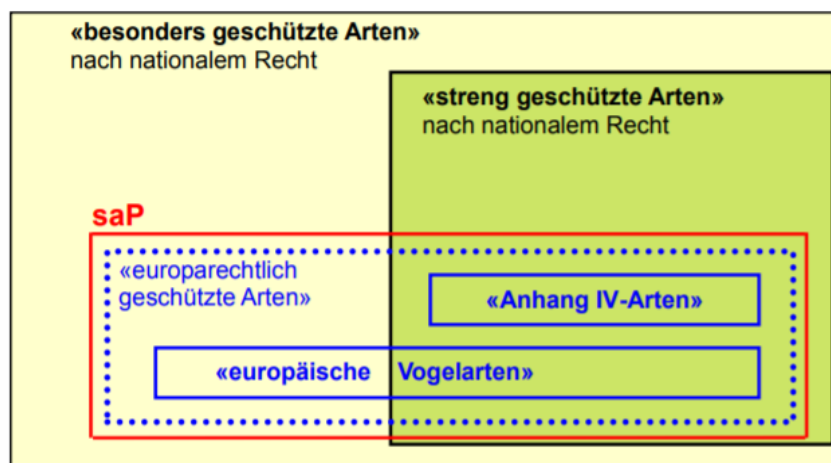 «besonders geschützte Arten»
nach nationalem Recht
«streng geschützte Arten»
nach nationalem Recht
saP
«europarechtlich
geschützte Arten»
«Anhang IV-Arten»
«europäische Vogelarten»